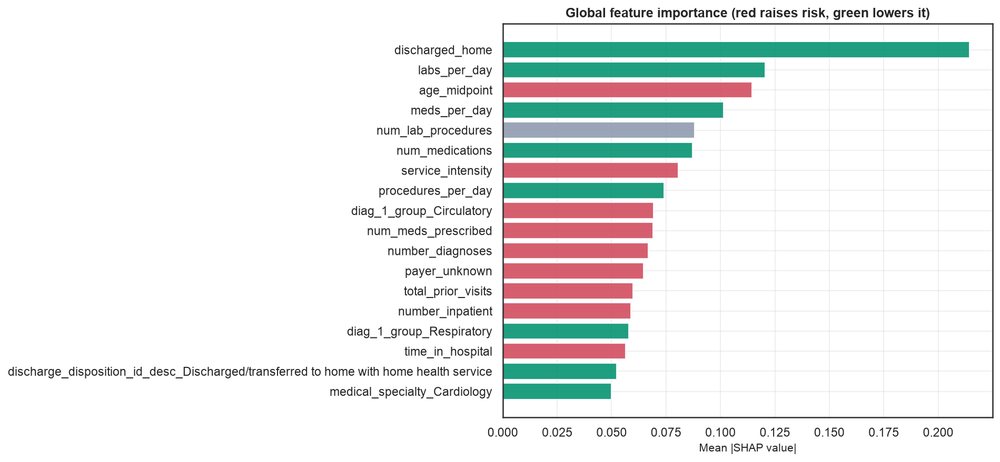 Global feature importance (red raises risk, green lowers it)
discharged_home
labs_per_day
age_midpoint
meds_per_day
num_lab_procedures
num_medications
service_intensity
procedures_per_day
diag_1_group_Circulatory
num_meds_prescribed
number_diagnoses
payer_unknown
total_prior_visits
number_inpatient
diag_1_group_Respiratory
time_in_hospital
discharge_disposition_id_desc_Discharged/transferred to home with home health service
medical_specialty_Cardiology
0.000 0.025 0.050 0.075 0.100 0.125 0.150 0.175 0.200
Mean |SHAP value|